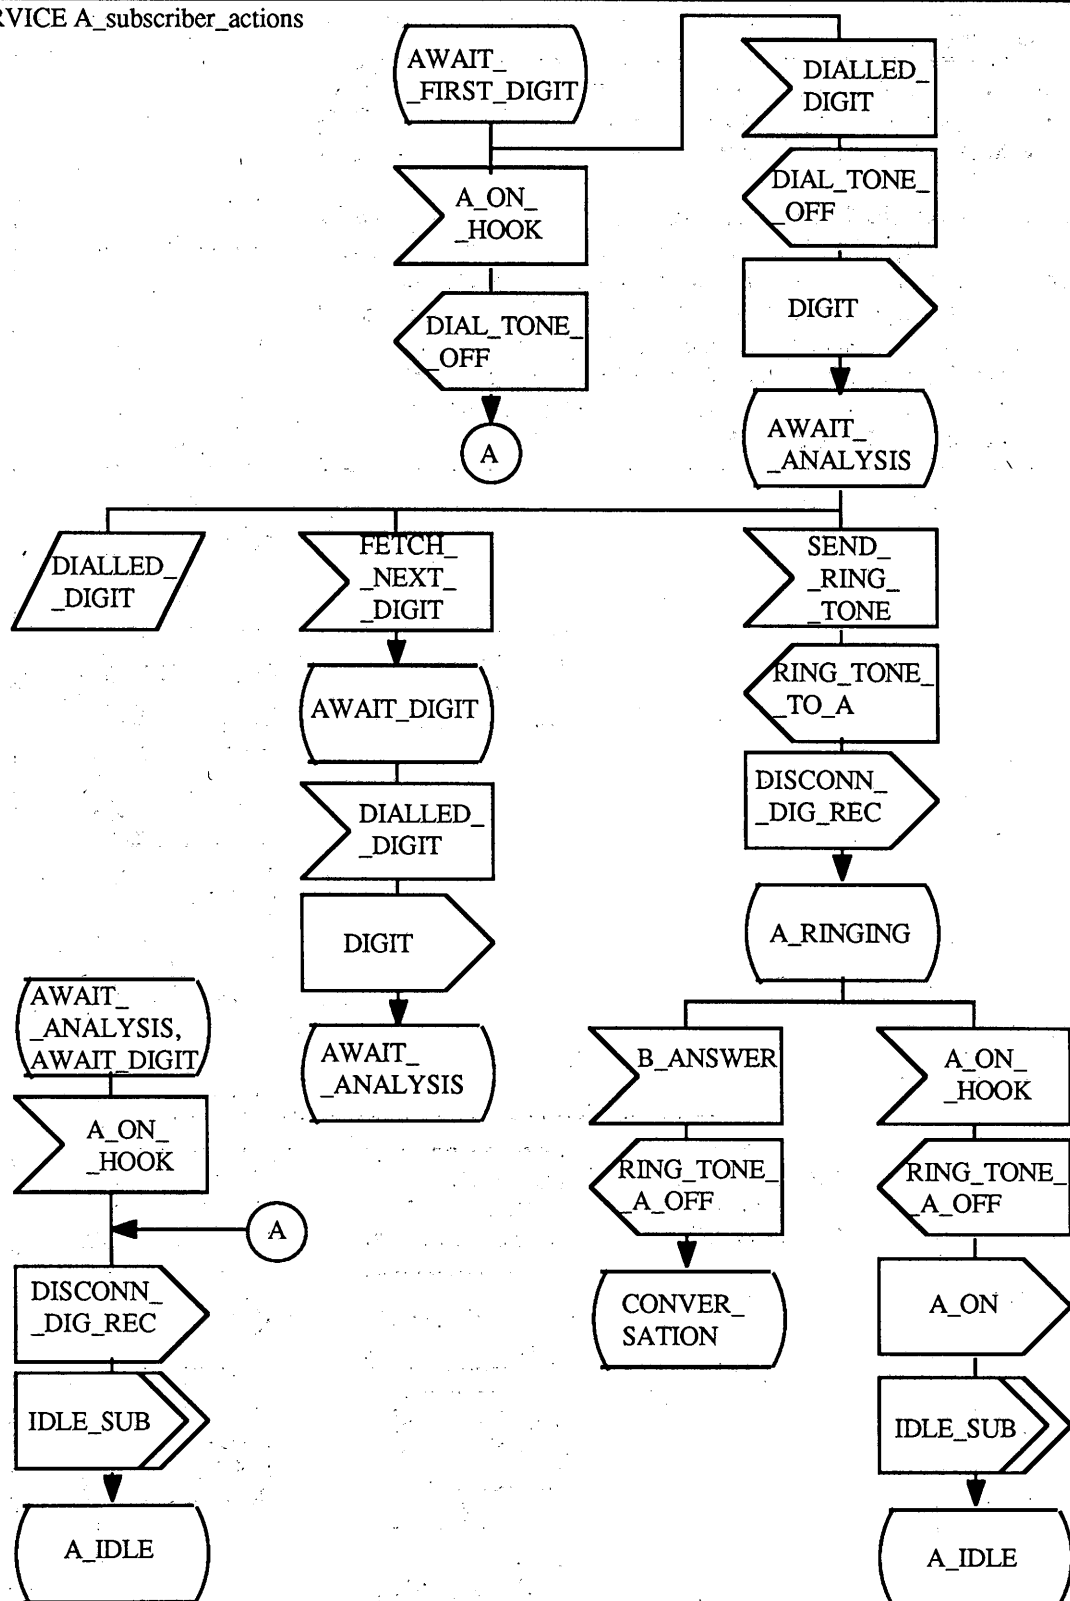 RVICE A_subscriber_actions
AWAIT_
_FIRST_DIGIT
DIALLED_
DIGIT
A_ON_
_HOOK
DIAL_TONE_
_OFF
DIGIT
DIAL_TONE_
_OFF
A
AWAIT_
_ANALYSIS
DIALLED_
_DIGIT
FETCH_
_NEXT_
_DIGIT
SEND_
_RING_
_TONE
AWAIT_DIGIT
RING_TONE_
_TO_A
DIALLED_
_DIGIT
DISCONN_
_DIG_REC
DIGIT
A_RINGING
AWAIT_
_ANALYSIS,
AWAIT_DIGIT
AWAIT_
_ANALYSIS
B_ANSWER
A_ON_
_HOOK
A_ON_
_HOOK
RING_TONE_
_A_OFF
RING_TONE_
_A_OFF
A
DISCONN_
_DIG_REC
CONVER_
SATION
A_ON
IDLE_SUB
IDLE_SUB
A_IDLE
A_IDLE